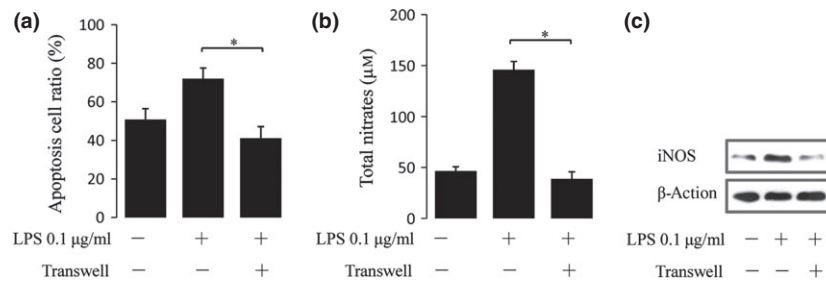 (a)
Apoptosis cell ratio (%)
100
80
60
40
20
0
*
LPS 0.1 μg/ml − + +
Transwell − − +
(b)
Total nitrates (μM)
200
150
100
50
0
*
LPS 0.1 μg/ml − + +
Transwell − − +
(c)
iNOS
β-Action
LPS 0.1 μg/ml − + +
Transwell − − +